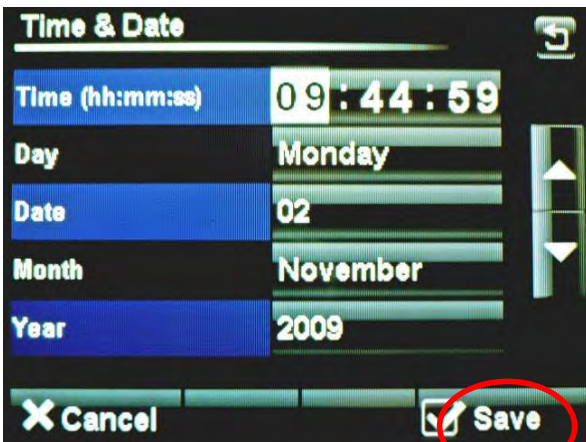 Time & Date
Time (hh:mm:ss) 09:44:59
Day Monday
Date 02
Month November
Year 2009
Cancel Save